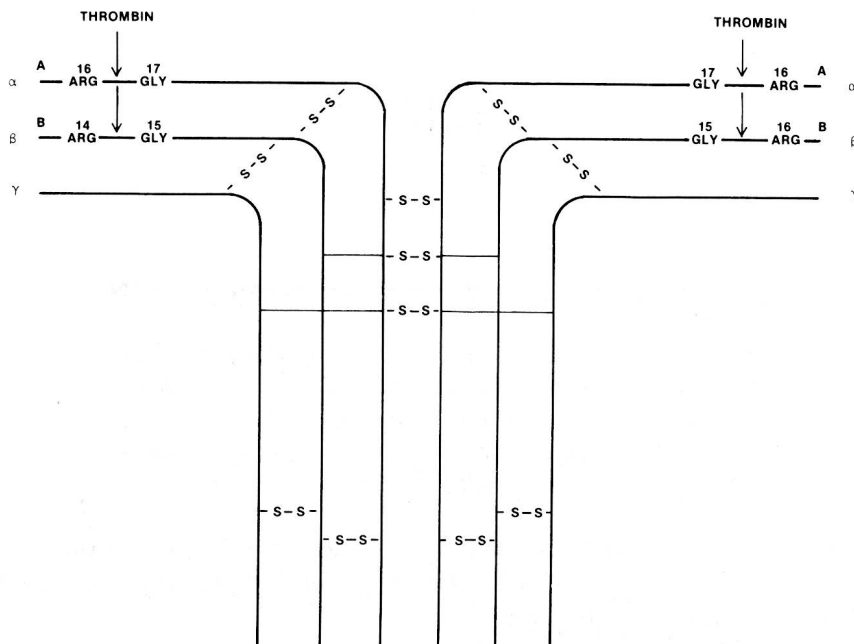 THROMBIN THROMBIN
A 16 17 17 16 A
α ARG GLY GLY ARG α
S-S S-S
B 14 15 15 16 B
β ARG GLY GLY ARG β
S-S S-S
γ γ
S-S
S-S
S-S
S-S S-S
S-S S-S